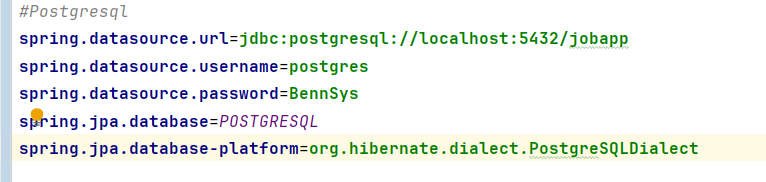 #Postgresql
spring.datasource.url=jdbc:postgresql://localhost:5432/jobapp
spring.datasource.username=postgres
spring.datasource.password=BennSys
spring.jpa.database=POSTGRESQL
spring.jpa.database-platform=org.hibernate.dialect.PostgreSQLDialect